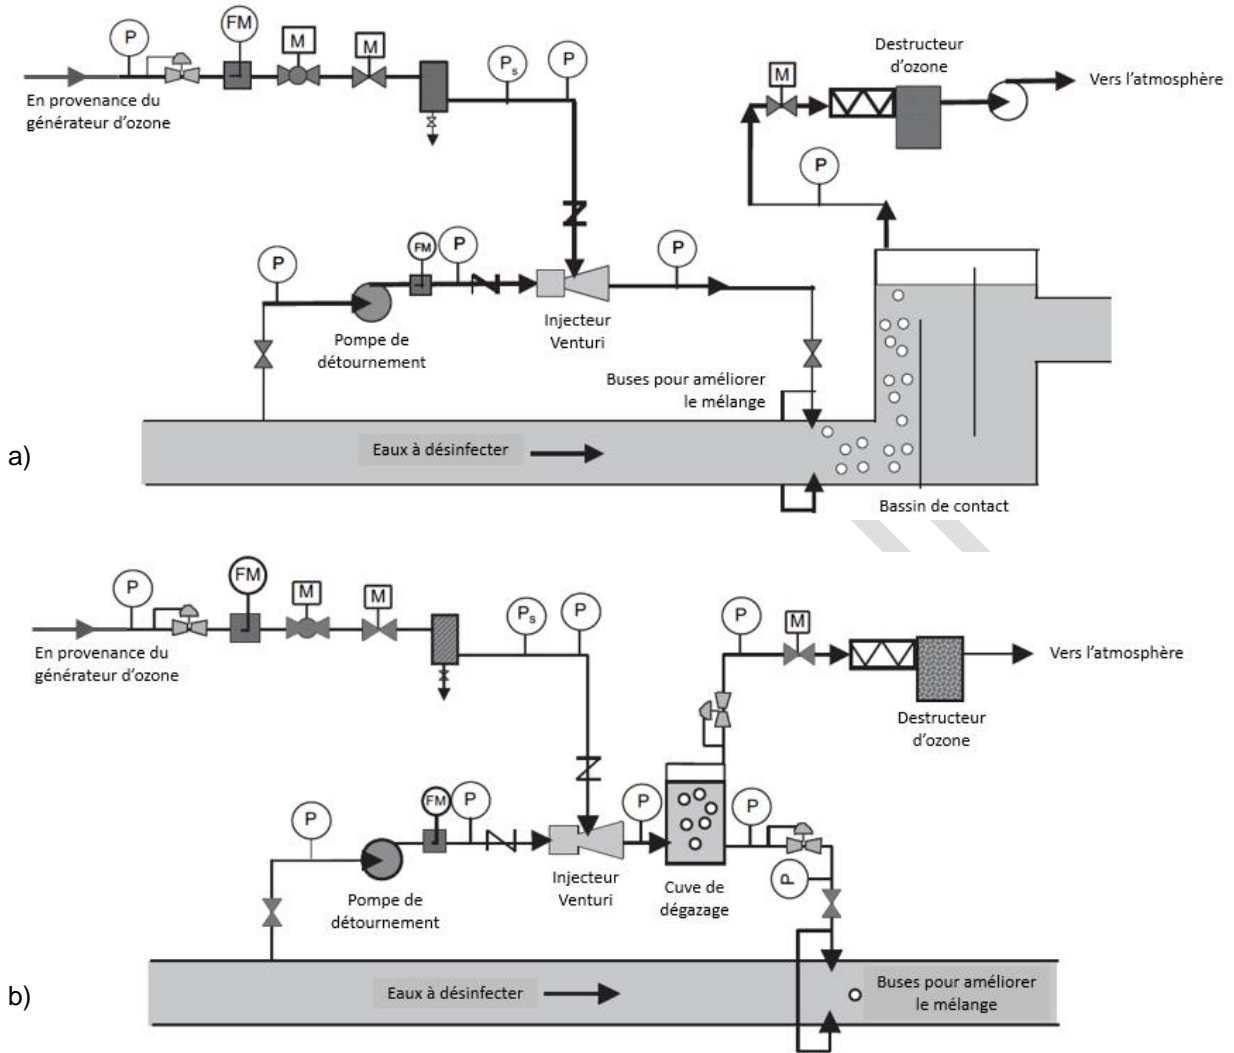 P
FM
M
M
Ps
P
En provenance du
générateur d'ozone
M
Destructeur
d'ozone
Vers l'atmosphère
P
P
FM
P
P
Pompe de
détournement
Injecteur
Venturi
Buses pour améliorer
le mélange
a)
Eaux à désinfecter
Bassin de contact
P
FM
M
M
Ps
P
P
M
En provenance du
générateur d'ozone
Vers l'atmosphère
Destructeur
d'ozone
P
FM
P
P
P
P
Pompe de
détournement
Injecteur
Venturi
Cuve de
dégazage
b)
Eaux à désinfecter
Buses pour améliorer
le mélange